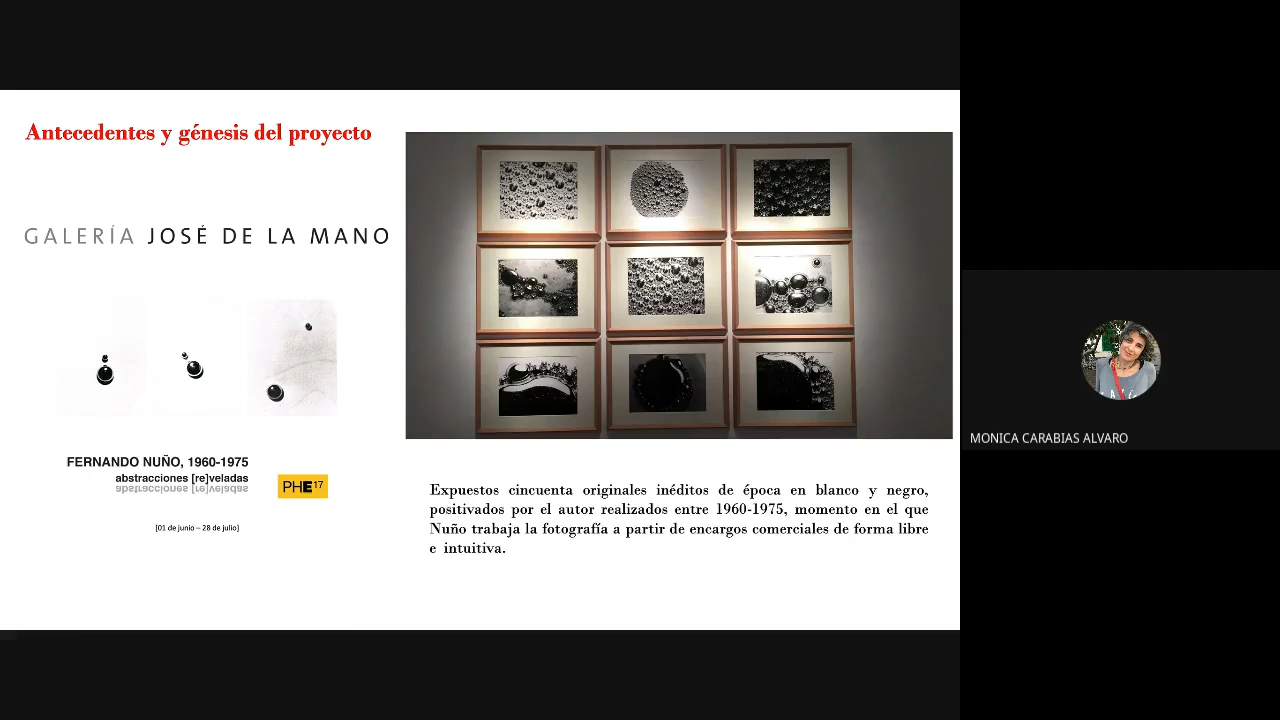 Antecedentes y génesis del proyecto
GALERÍA JOSÉ DE LA MANO
FERNANDO NUÑO, 1960-1975
abstracciones [re]veladas
abstracciones [re]veladas
PHE17
[01 de junio – 28 de julio]
Expuestos cincuenta originales inéditos de época en blanco y negro,
positivados por el autor realizados entre 1960-1975, momento en el que
Nuño trabaja la fotografía a partir de encargos comerciales de forma libre
e intuitiva.
MONICA CARABIAS ALVARO